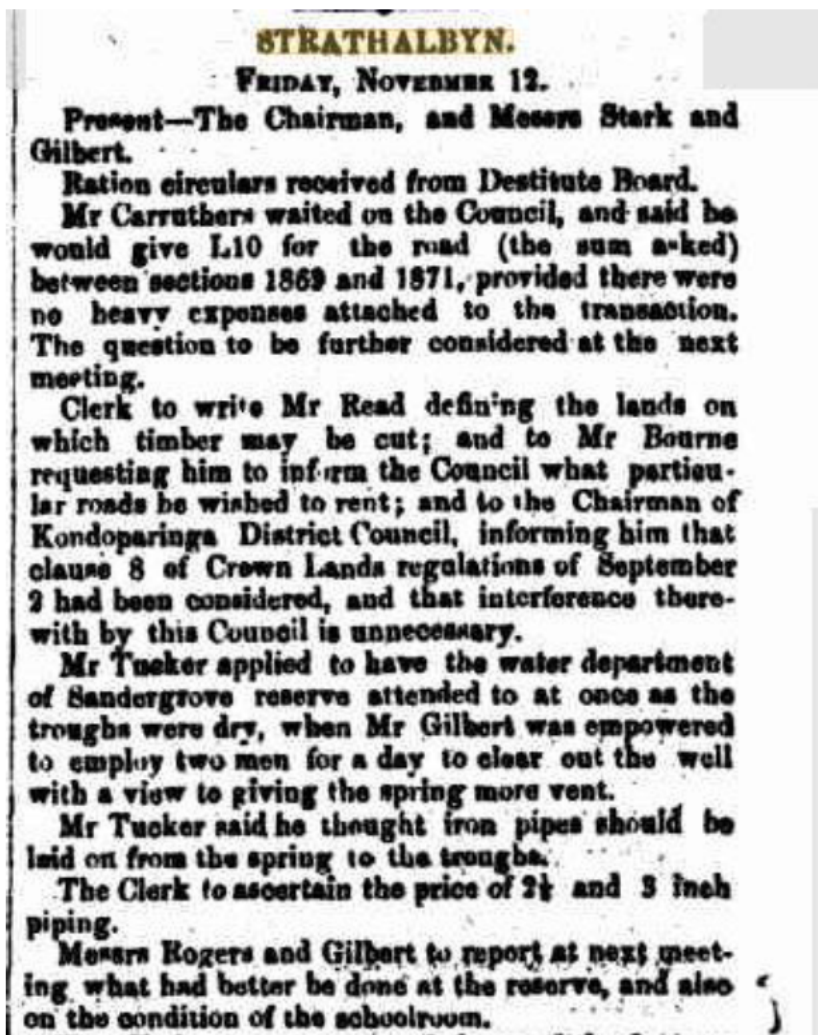 STRATHALBYN.
FRIDAY, NOVEMBER 12.
Present—The Chairman, and Messrs Stark and
Gilbert.
Ration circulars received from Destitute Board.
Mr Carruthers waited on the Council, and said he
would give L10 for the road (the sum asked)
between sections 1869 and 1871, provided there were
no heavy expenses attached to the transaction.
The question to be further considered at the next
meeting.
Clerk to write Mr Read defining the lands on
which timber may be cut; and to Mr Bourne
requesting him to inform the Council what particu-
lar roads he wished to rent; and to the Chairman of
Kondoparinga District Council, informing him that
clause 8 of Crown Lands regulations of September
2 had been considered, and that interference there-
with by this Council is unnecessary.
Mr Tucker applied to have the water department
of Sandergrove reserve attended to at once as the
troughs were dry, when Mr Gilbert was empowered
to employ two men for a day to clear out the well
with a view to giving the spring more vent.
Mr Tucker said he thought iron pipes should be
laid on from the spring to the troughs.
The Clerk to ascertain the price of 2½ and 3 inch
piping.
Messrs Rogers and Gilbert to report at next meet-
ing what had better be done at the reserve, and also
on the condition of the schoolroom.